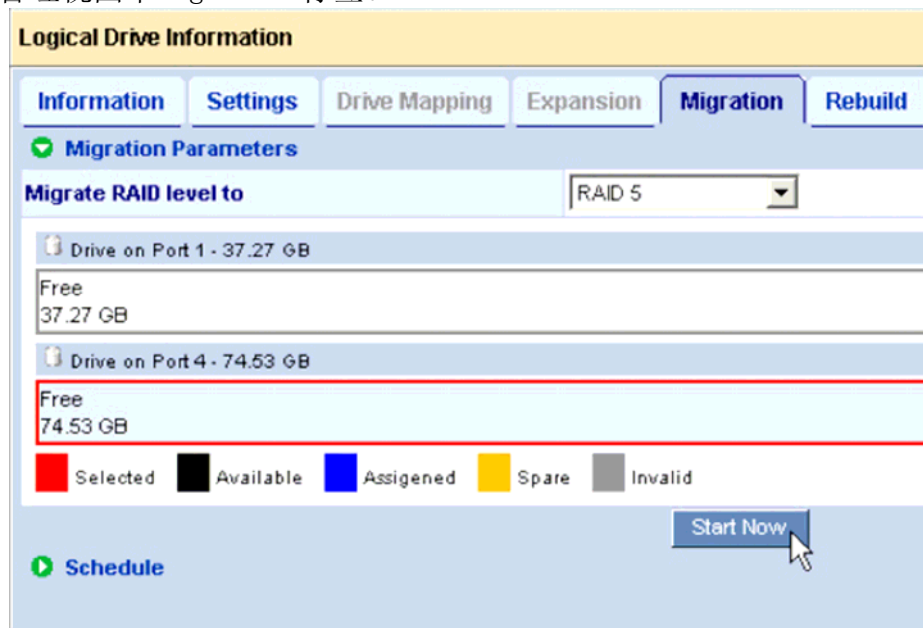 Logical Drive Information
Information Settings Drive Mapping Expansion Migration Rebuild
Migration Parameters
Migrate RAID level to RAID 5
Drive on Port 1 - 37.27 GB
Free
37.27 GB
Drive on Port 4 - 74.53 GB
Free
74.53 GB
Selected Available Assigened Spare Invalid
Start Now
Schedule